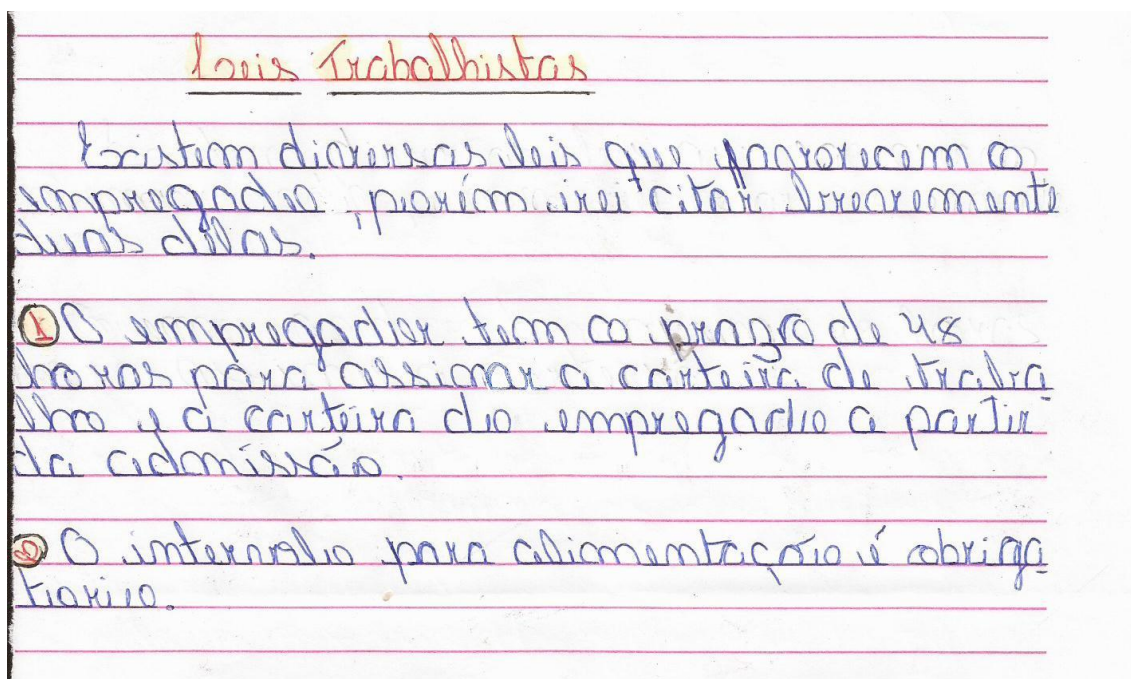 Leis Trabalhistas
Existem diversas leis que favorecem o
empregado, porém irei citar brevemente
duas delas.
1 O empregador tem o prazo de 48
horas para assinar a carteira de traba
lho e a carteira do empregado a partir
da admissão.
2 O intervalo para alimentação é obriga
tório.